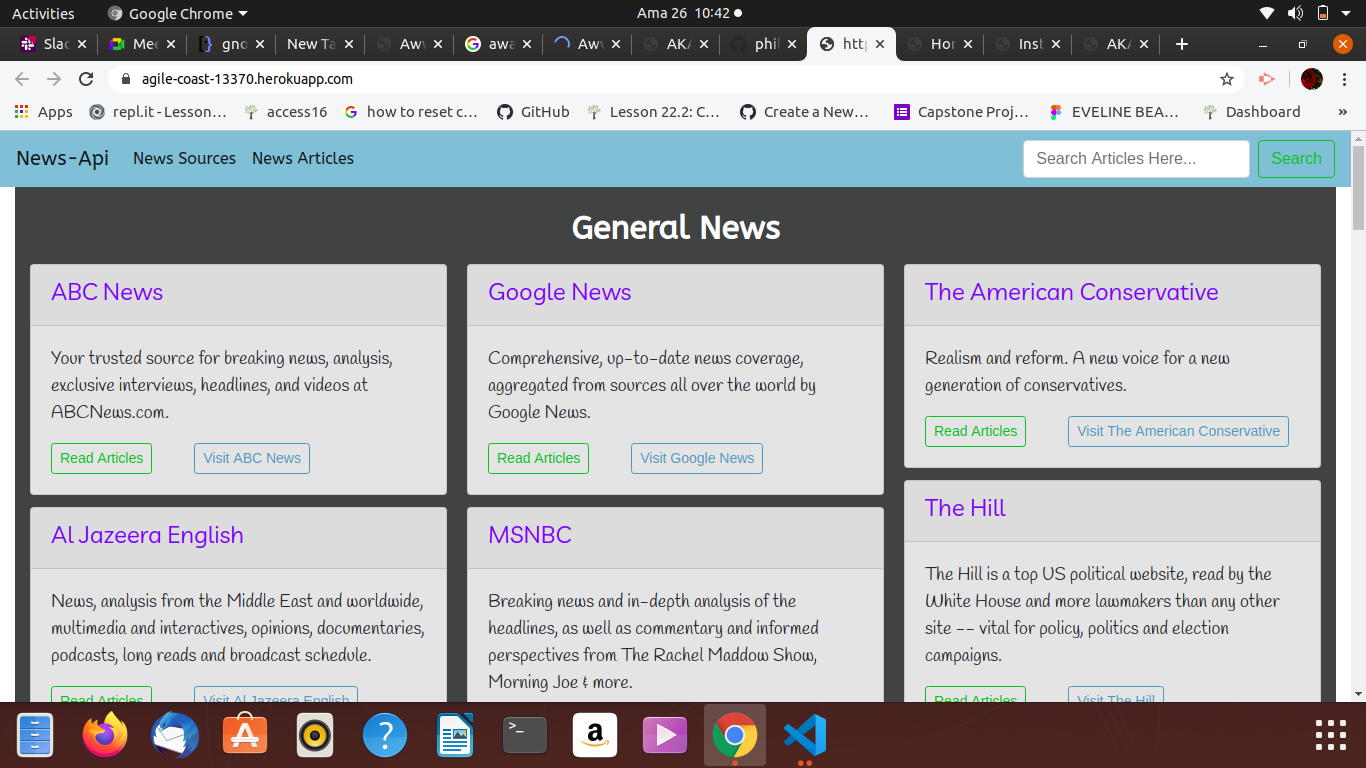 Activities Google Chrome Ama 26 10:42
Slac Mee gno New Ta Aww awa Aww AKA phil http Hor Inst AKA
agile-coast-13370.herokuapp.com
Apps repl.it - Lesson… access16 how to reset c… GitHub Lesson 22.2: C… Create a New… Capstone Proj… EVELINE BEA… Dashboard »
News-Api News Sources News Articles Search Articles Here... Search
General News
ABC News
Your trusted source for breaking news, analysis,
exclusive interviews, headlines, and videos at
ABCNews.com.
Read Articles Visit ABC News
Google News
Comprehensive, up-to-date news coverage,
aggregated from sources all over the world by
Google News.
Read Articles Visit Google News
The American Conservative
Realism and reform. A new voice for a new
generation of conservatives.
Read Articles Visit The American Conservative
Al Jazeera English
News, analysis from the Middle East and worldwide,
multimedia and interactives, opinions, documentaries,
podcasts, long reads and broadcast schedule.
Read Articles Visit Al Jazeera English
MSNBC
Breaking news and in-depth analysis of the
headlines, as well as commentary and informed
perspectives from The Rachel Maddow Show,
Morning Joe & more.
The Hill
The Hill is a top US political website, read by the
White House and more lawmakers than any other
site -- vital for policy, politics and election
campaigns.
Read Articles Visit The Hill